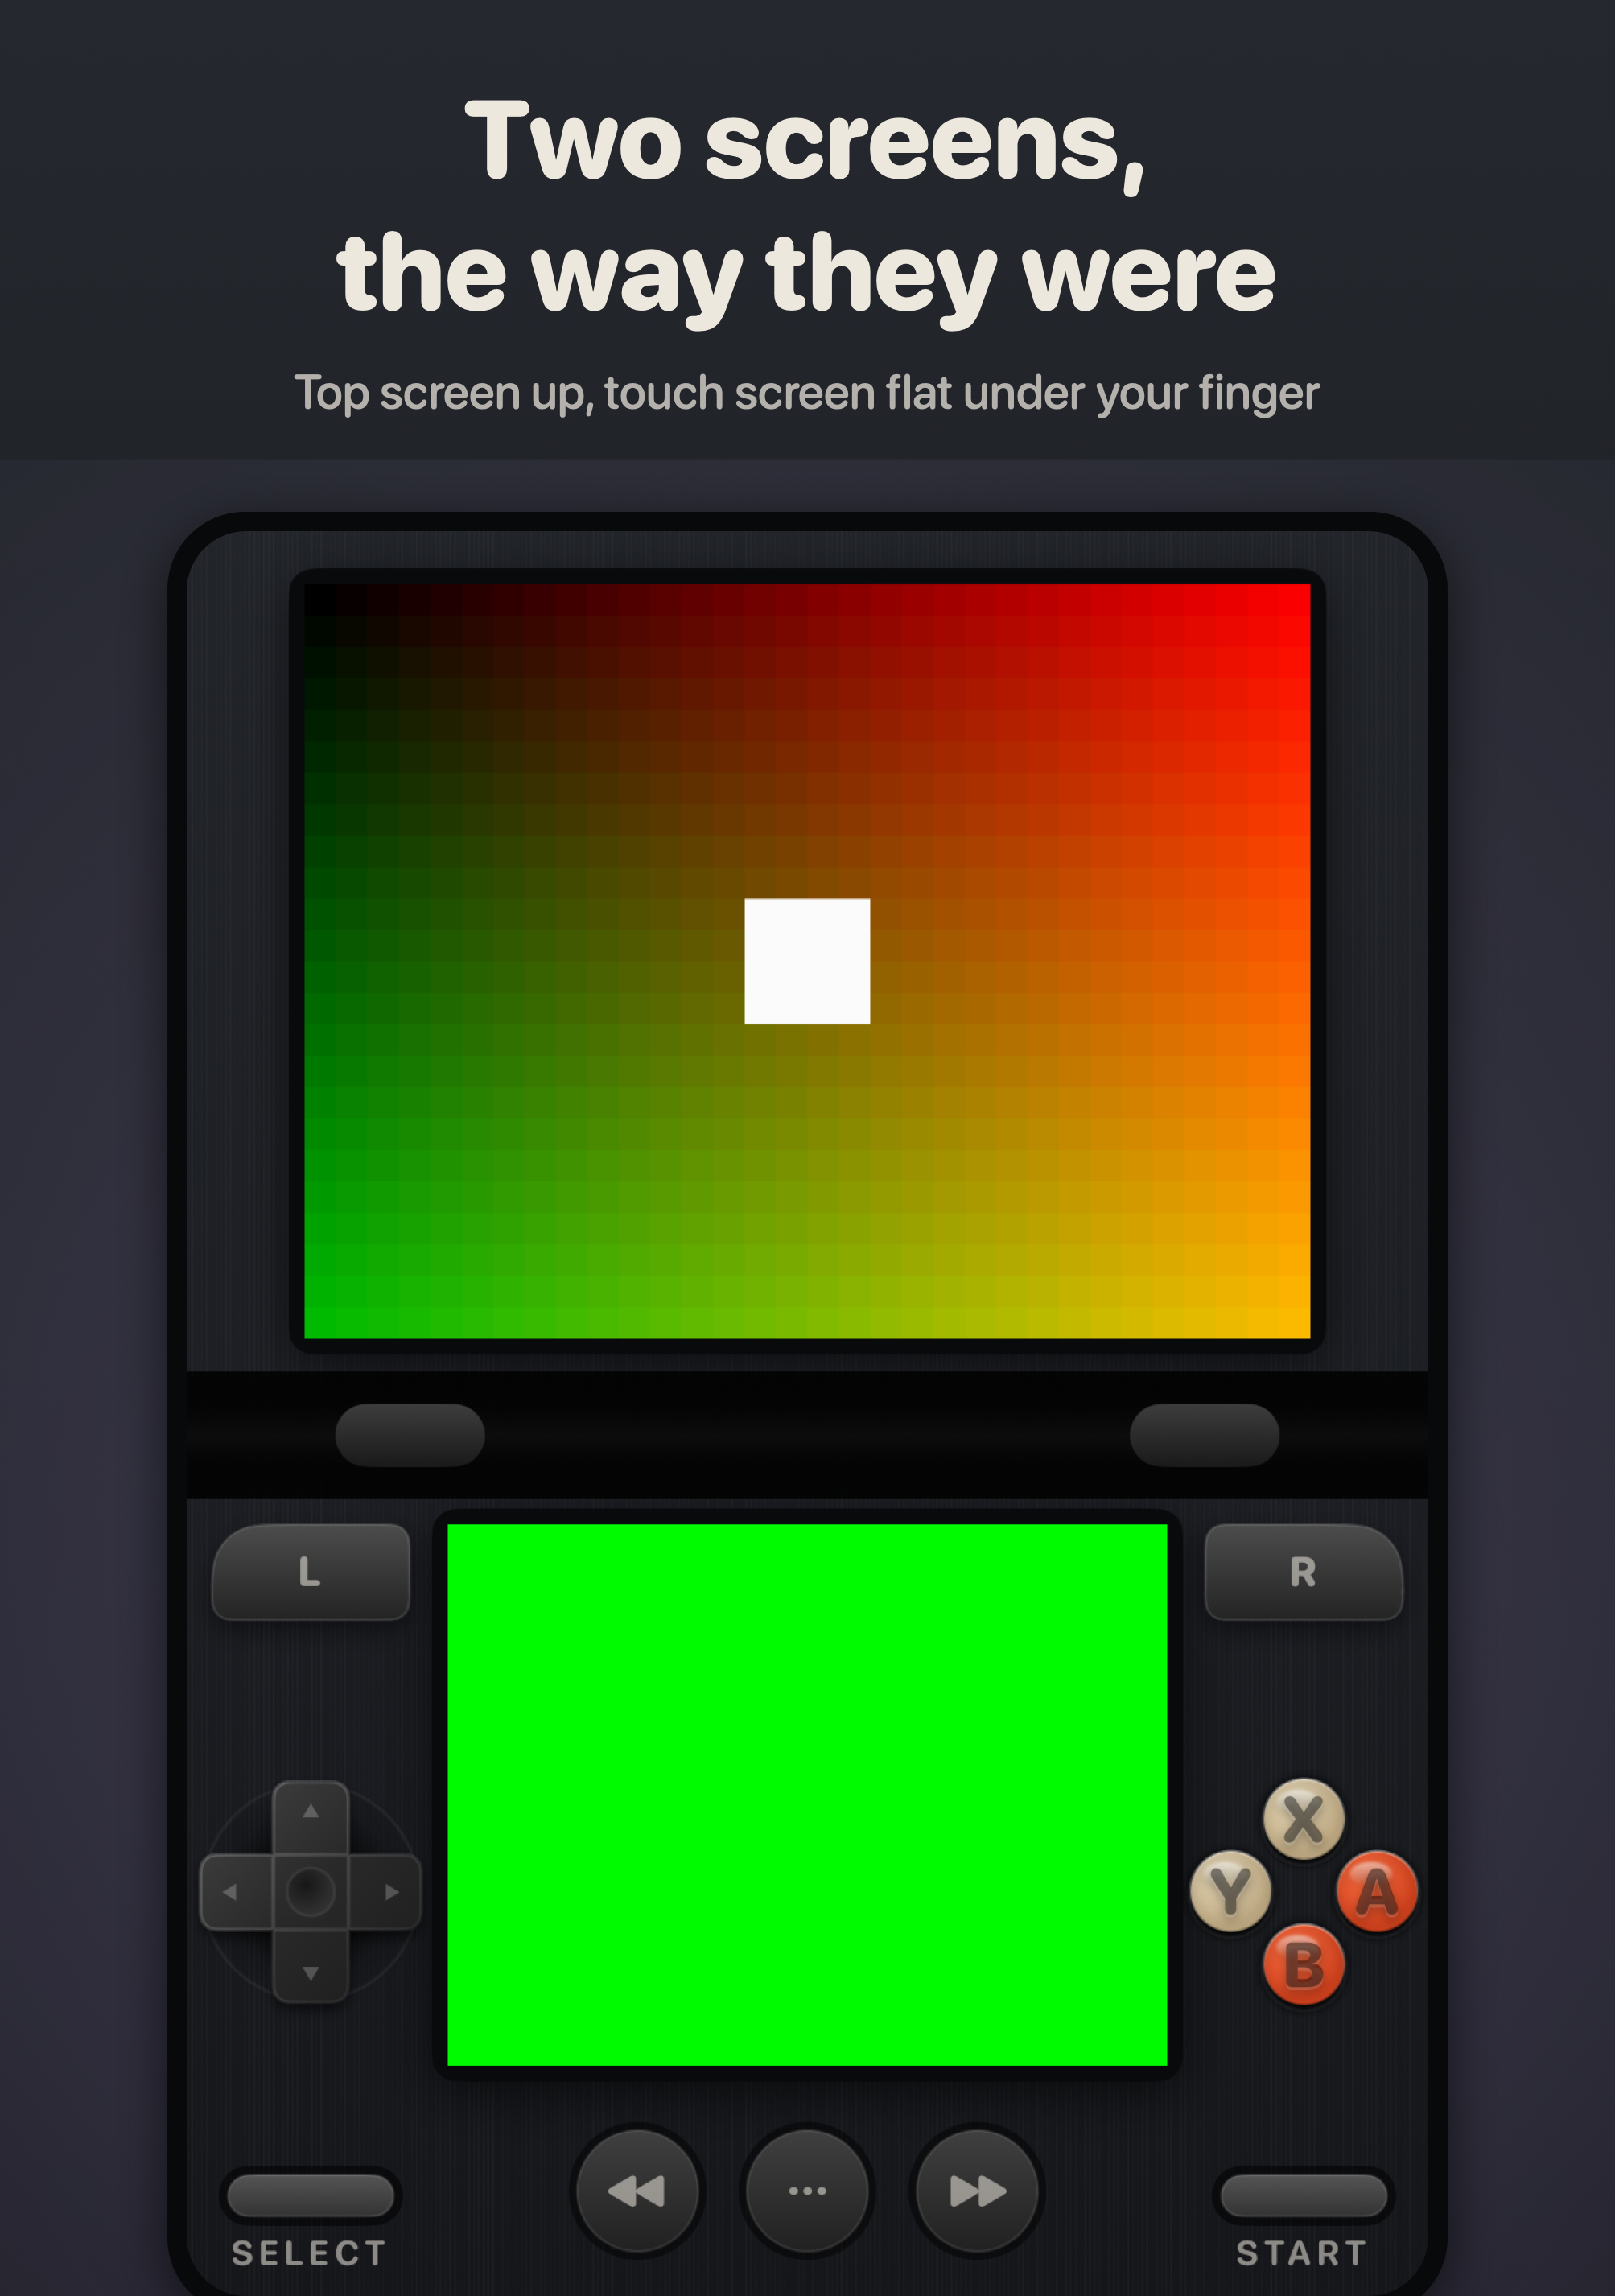 Two screens,
the way they were
Top screen up, touch screen flat under your finger
L
R
X
Y
A
B
SELECT
START